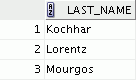 LAST_NAME
1 Kochhar
2 Lorentz
3 Mourgos